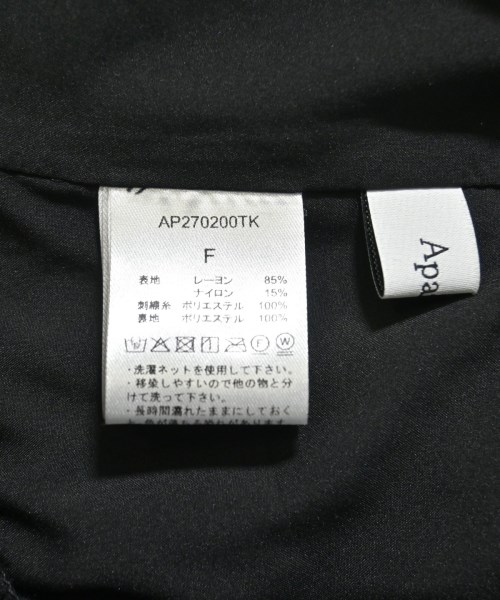 AP270200TK
F
表地 レーヨン 85%
ナイロン 15%
刺繍糸 ポリエステル 100%
裏地 ポリエステル 100%
・洗濯ネットを使用して下さい。
・移染しやすいので他の物と分
けて洗って下さい。
・長時間濡れたままにしておく
と
Apa